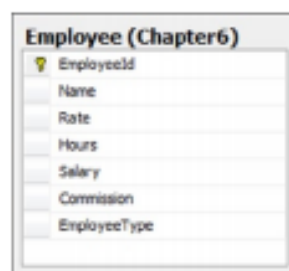 Employee (Chapter6)
EmployeeId
Name
Rate
Hours
Salary
Commission
EmployeeType